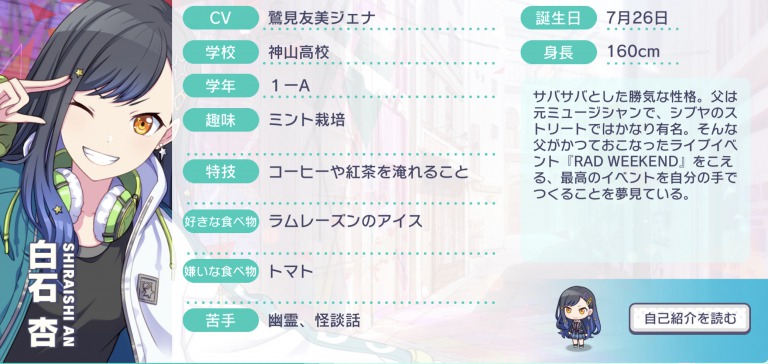 CV 鷲見友美ジェナ
学校 神山高校
学年 1－A
趣味 ミント栽培
特技 コーヒーや紅茶を淹れること
好きな食べ物 ラムレーズンのアイス
嫌いな食べ物 トマト
苦手 幽霊、怪談話
誕生日 7月26日
身長 160cm
サバサバとした勝気な性格。父は
元ミュージシャンで、シブヤのス
トリートではかなり有名。そんな
父がかつておこなったライブイベ
ント『RAD WEEKEND』をこえ
る、最高のイベントを自分の手で
つくることを夢見ている。
白石 杏
SHIRAISHI AN
自己紹介を読む